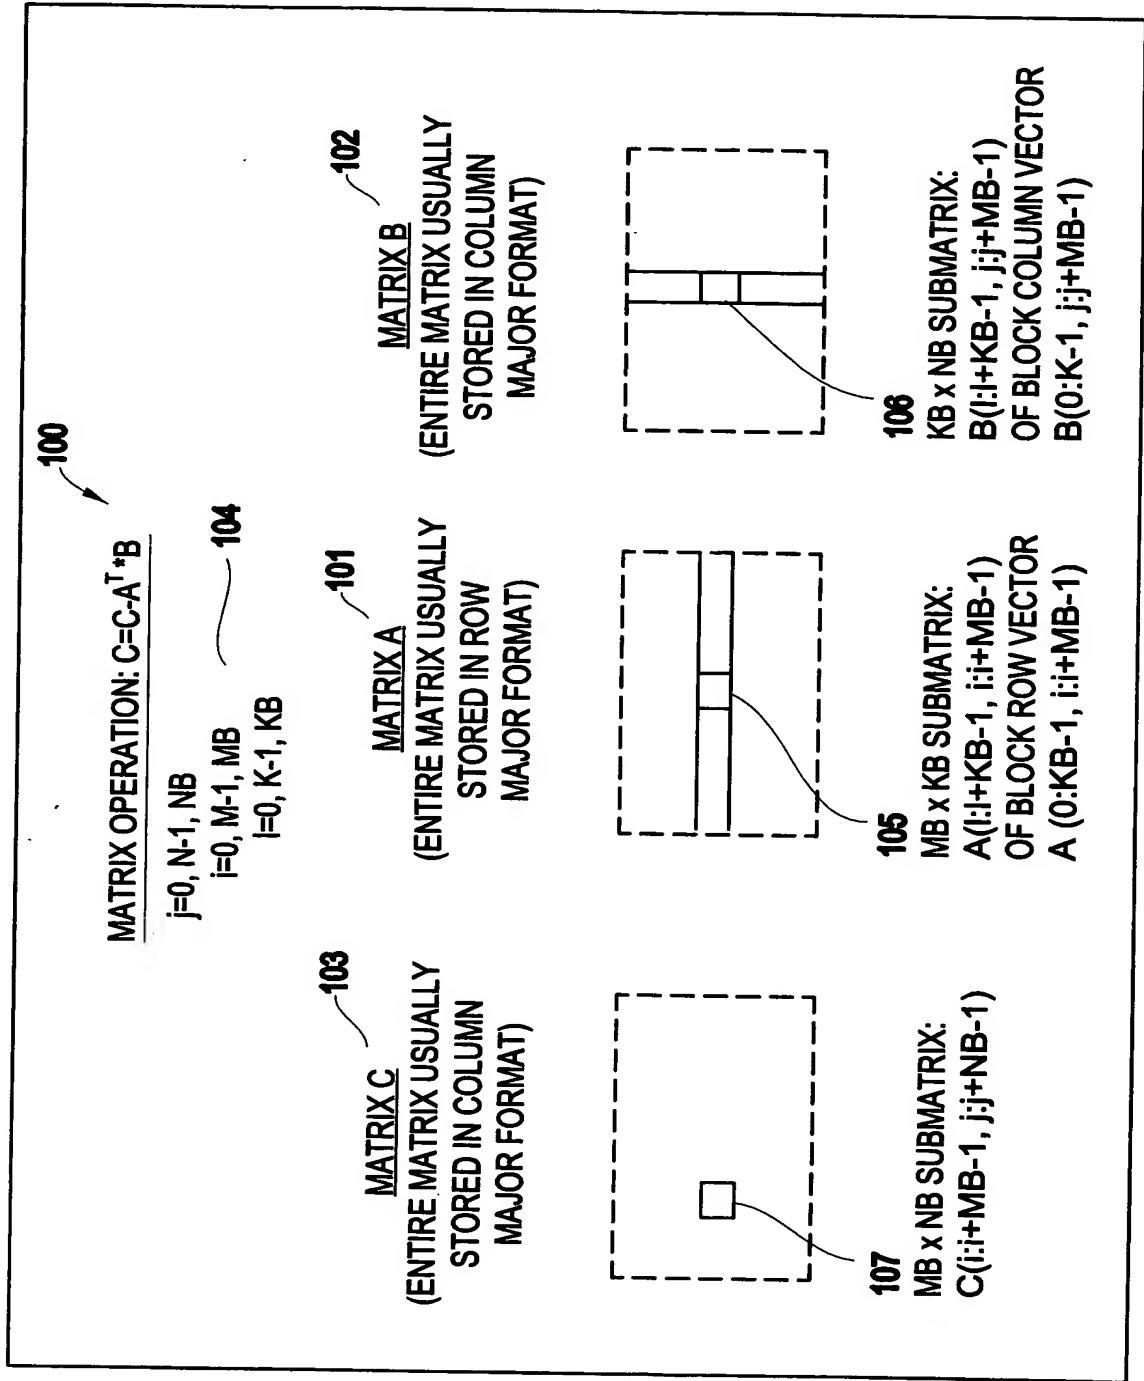 100
MATRIX OPERATION: C=C-A^T*B
j=0, N-1, NB
i=0, M-1, MB
l=0, K-1, KB
104
103
MATRIX C
(ENTIRE MATRIX USUALLY
STORED IN COLUMN
MAJOR FORMAT)
107
MB x NB SUBMATRIX:
C(i:i+MB-1, j:j+NB-1)
101
MATRIX A
(ENTIRE MATRIX USUALLY
STORED IN ROW
MAJOR FORMAT)
105
MB x KB SUBMATRIX:
A(l:l+KB-1, i:i+MB-1)
OF BLOCK ROW VECTOR
A (0:KB-1, i:i+MB-1)
102
MATRIX B
(ENTIRE MATRIX USUALLY
STORED IN COLUMN
MAJOR FORMAT)
106
KB x NB SUBMATRIX:
B(l:l+KB-1, j:j+MB-1)
OF BLOCK COLUMN VECTOR
B(0:K-1, j:j+MB-1)